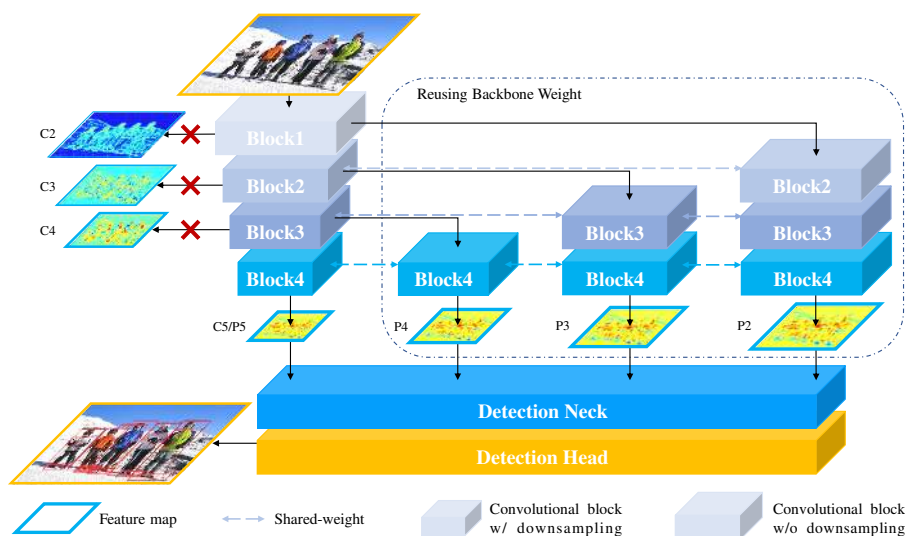 Reusing Backbone Weight
C2
Block1
C3
Block2
Block2
C4
Block3
Block3
Block3
Block4
Block4
Block4
Block4
C5/P5
P4
P3
P2
Detection Neck
Detection Head
Feature map
Shared-weight
Convolutional block
w/ downsampling
Convolutional block
w/o downsampling